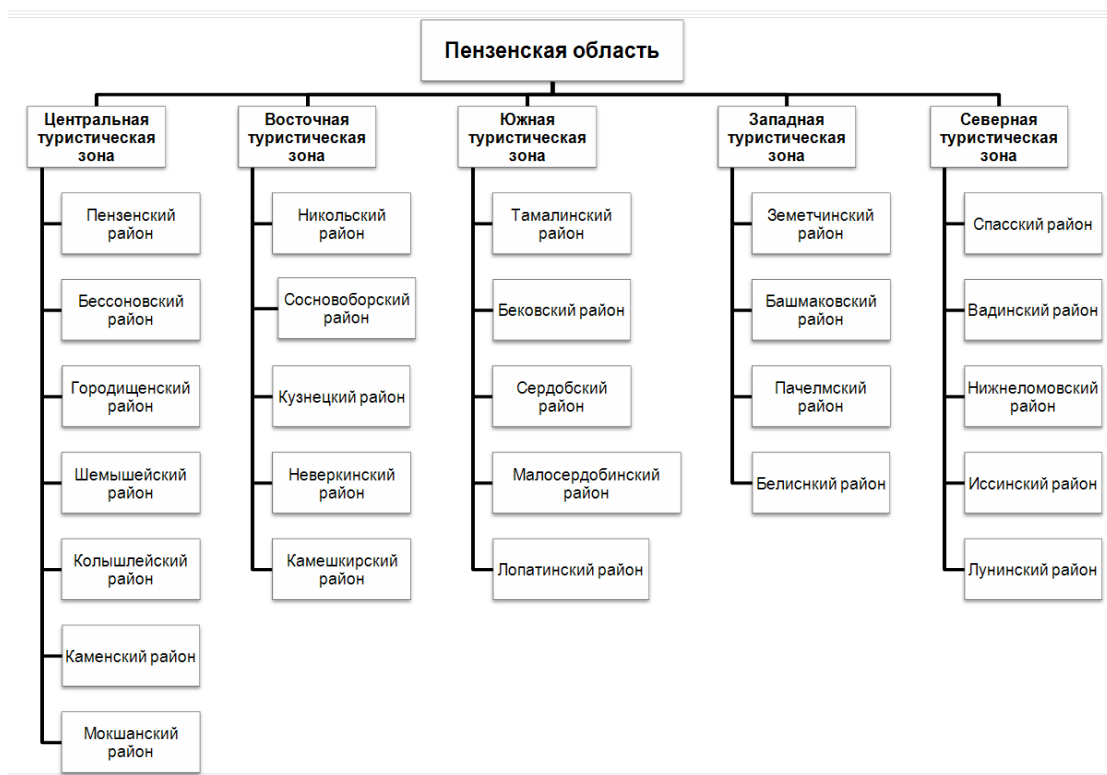 Пензенская область
Центральная
туристическая
зона
Пензенский
район
Бессоновский
район
Городищенский
район
Шемышейский
район
Колышлейский
район
Каменский район
Мокшанский
район
Восточная
туристическая
зона
Никольский
район
Сосновоборский
район
Кузнецкий район
Неверкинский
район
Камешкирский
район
Южная
туристическая
зона
Тамалинский
район
Бековский район
Сердобский
район
Малосердобинский
район
Лопатинский район
Западная
туристическая
зона
Земетчинский
район
Башмаковский
район
Пачелмский
район
Белиснкий район
Северная
туристическая
зона
Спасский район
Вадинский район
Нижнеломовский
район
Иссинский район
Лунинский район